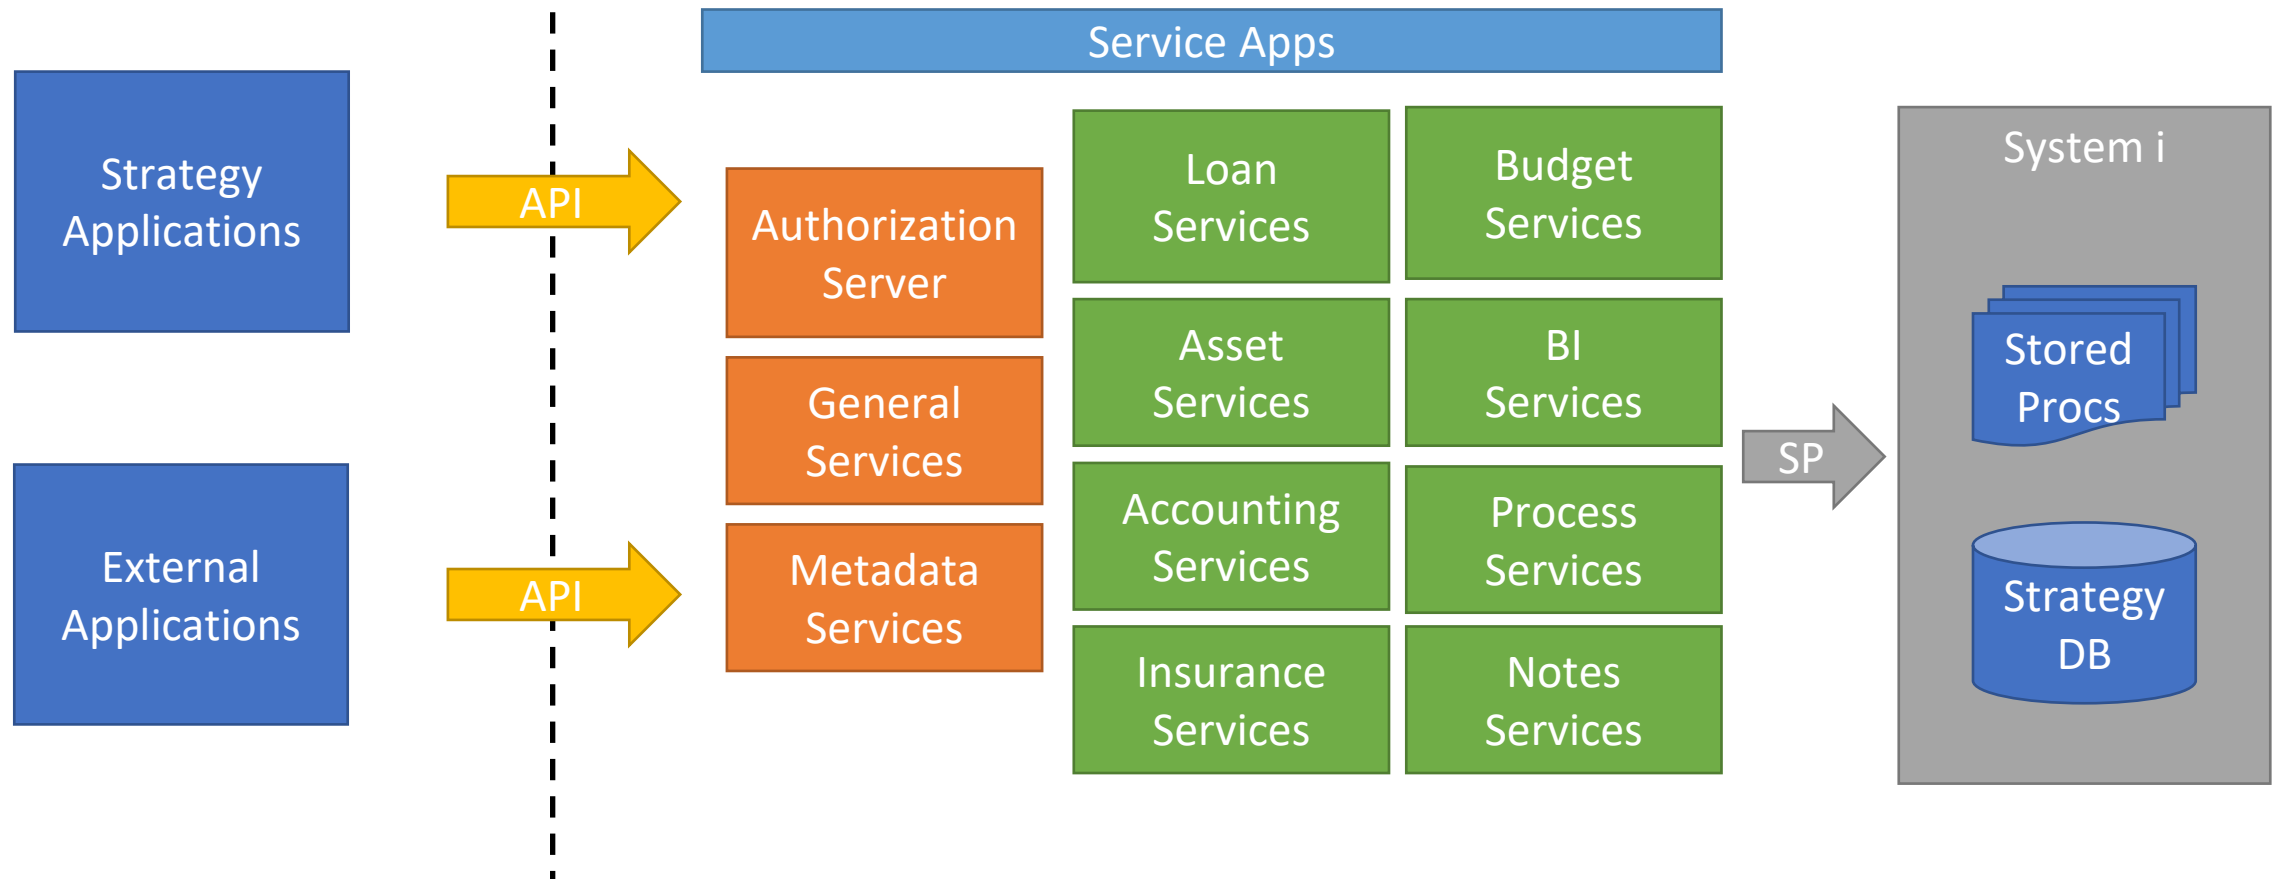 Service Apps
Strategy
Applications
API
External
Applications
API
Authorization
Server
General
Services
Metadata
Services
Loan
Services
Asset
Services
Accounting
Services
Insurance
Services
Budget
Services
BI
Services
Process
Services
Notes
Services
SP
System i
Stored
Procs
Strategy
DB